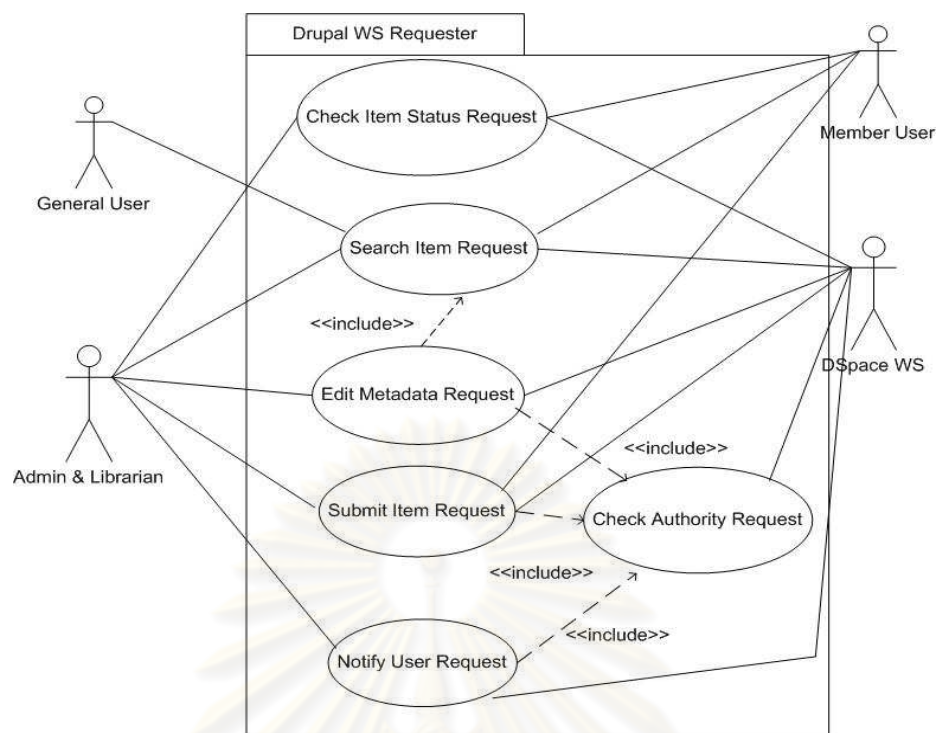 Drupal WS Requester
Check Item Status Request
Member User
General User
Search Item Request
<<include>>
DSpace WS
Edit Metadata Request
<<include>>
Admin & Librarian
Submit Item Request
Check Authority Request
<<include>>
<<include>>
Notify User Request